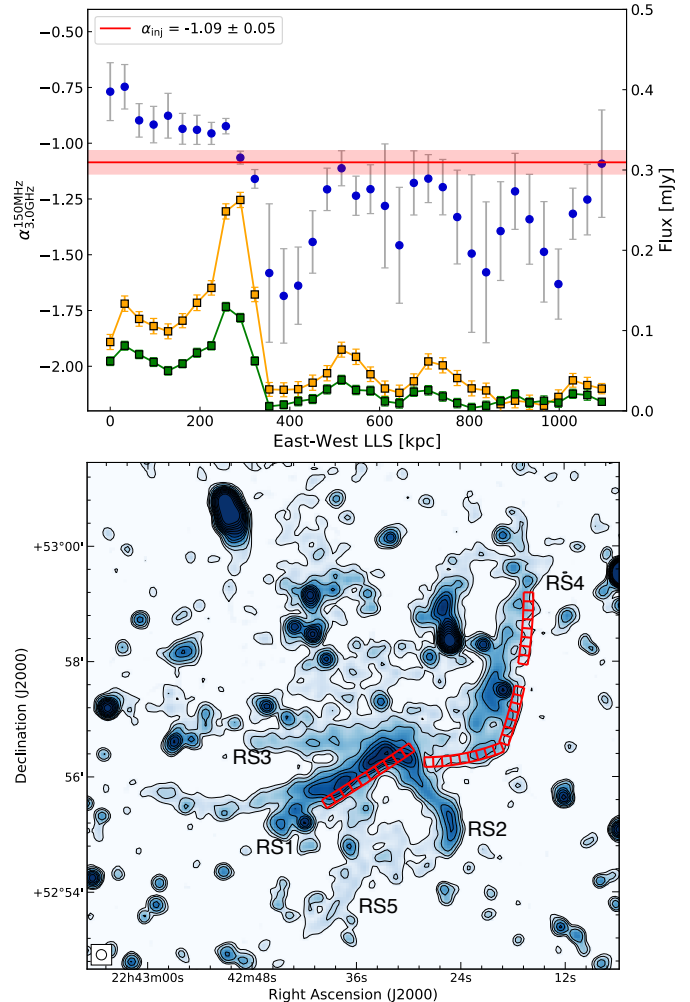 α_inj = -1.09 ± 0.05
−0.50
−0.75
−1.00
−1.25
−1.50
−1.75
−2.00
α^{150MHz}_{3.0GHz}
0.5
0.4
0.3
0.2
0.1
0.0
Flux [mJy]
0 200 400 600 800 1000
East-West LLS [kpc]
+53°00'
58'
56'
+52°54'
Declination (J2000)
RS4
RS3
RS1
RS2
RS5
22h43m00s 42m48s 36s 24s 12s
Right Ascension (J2000)